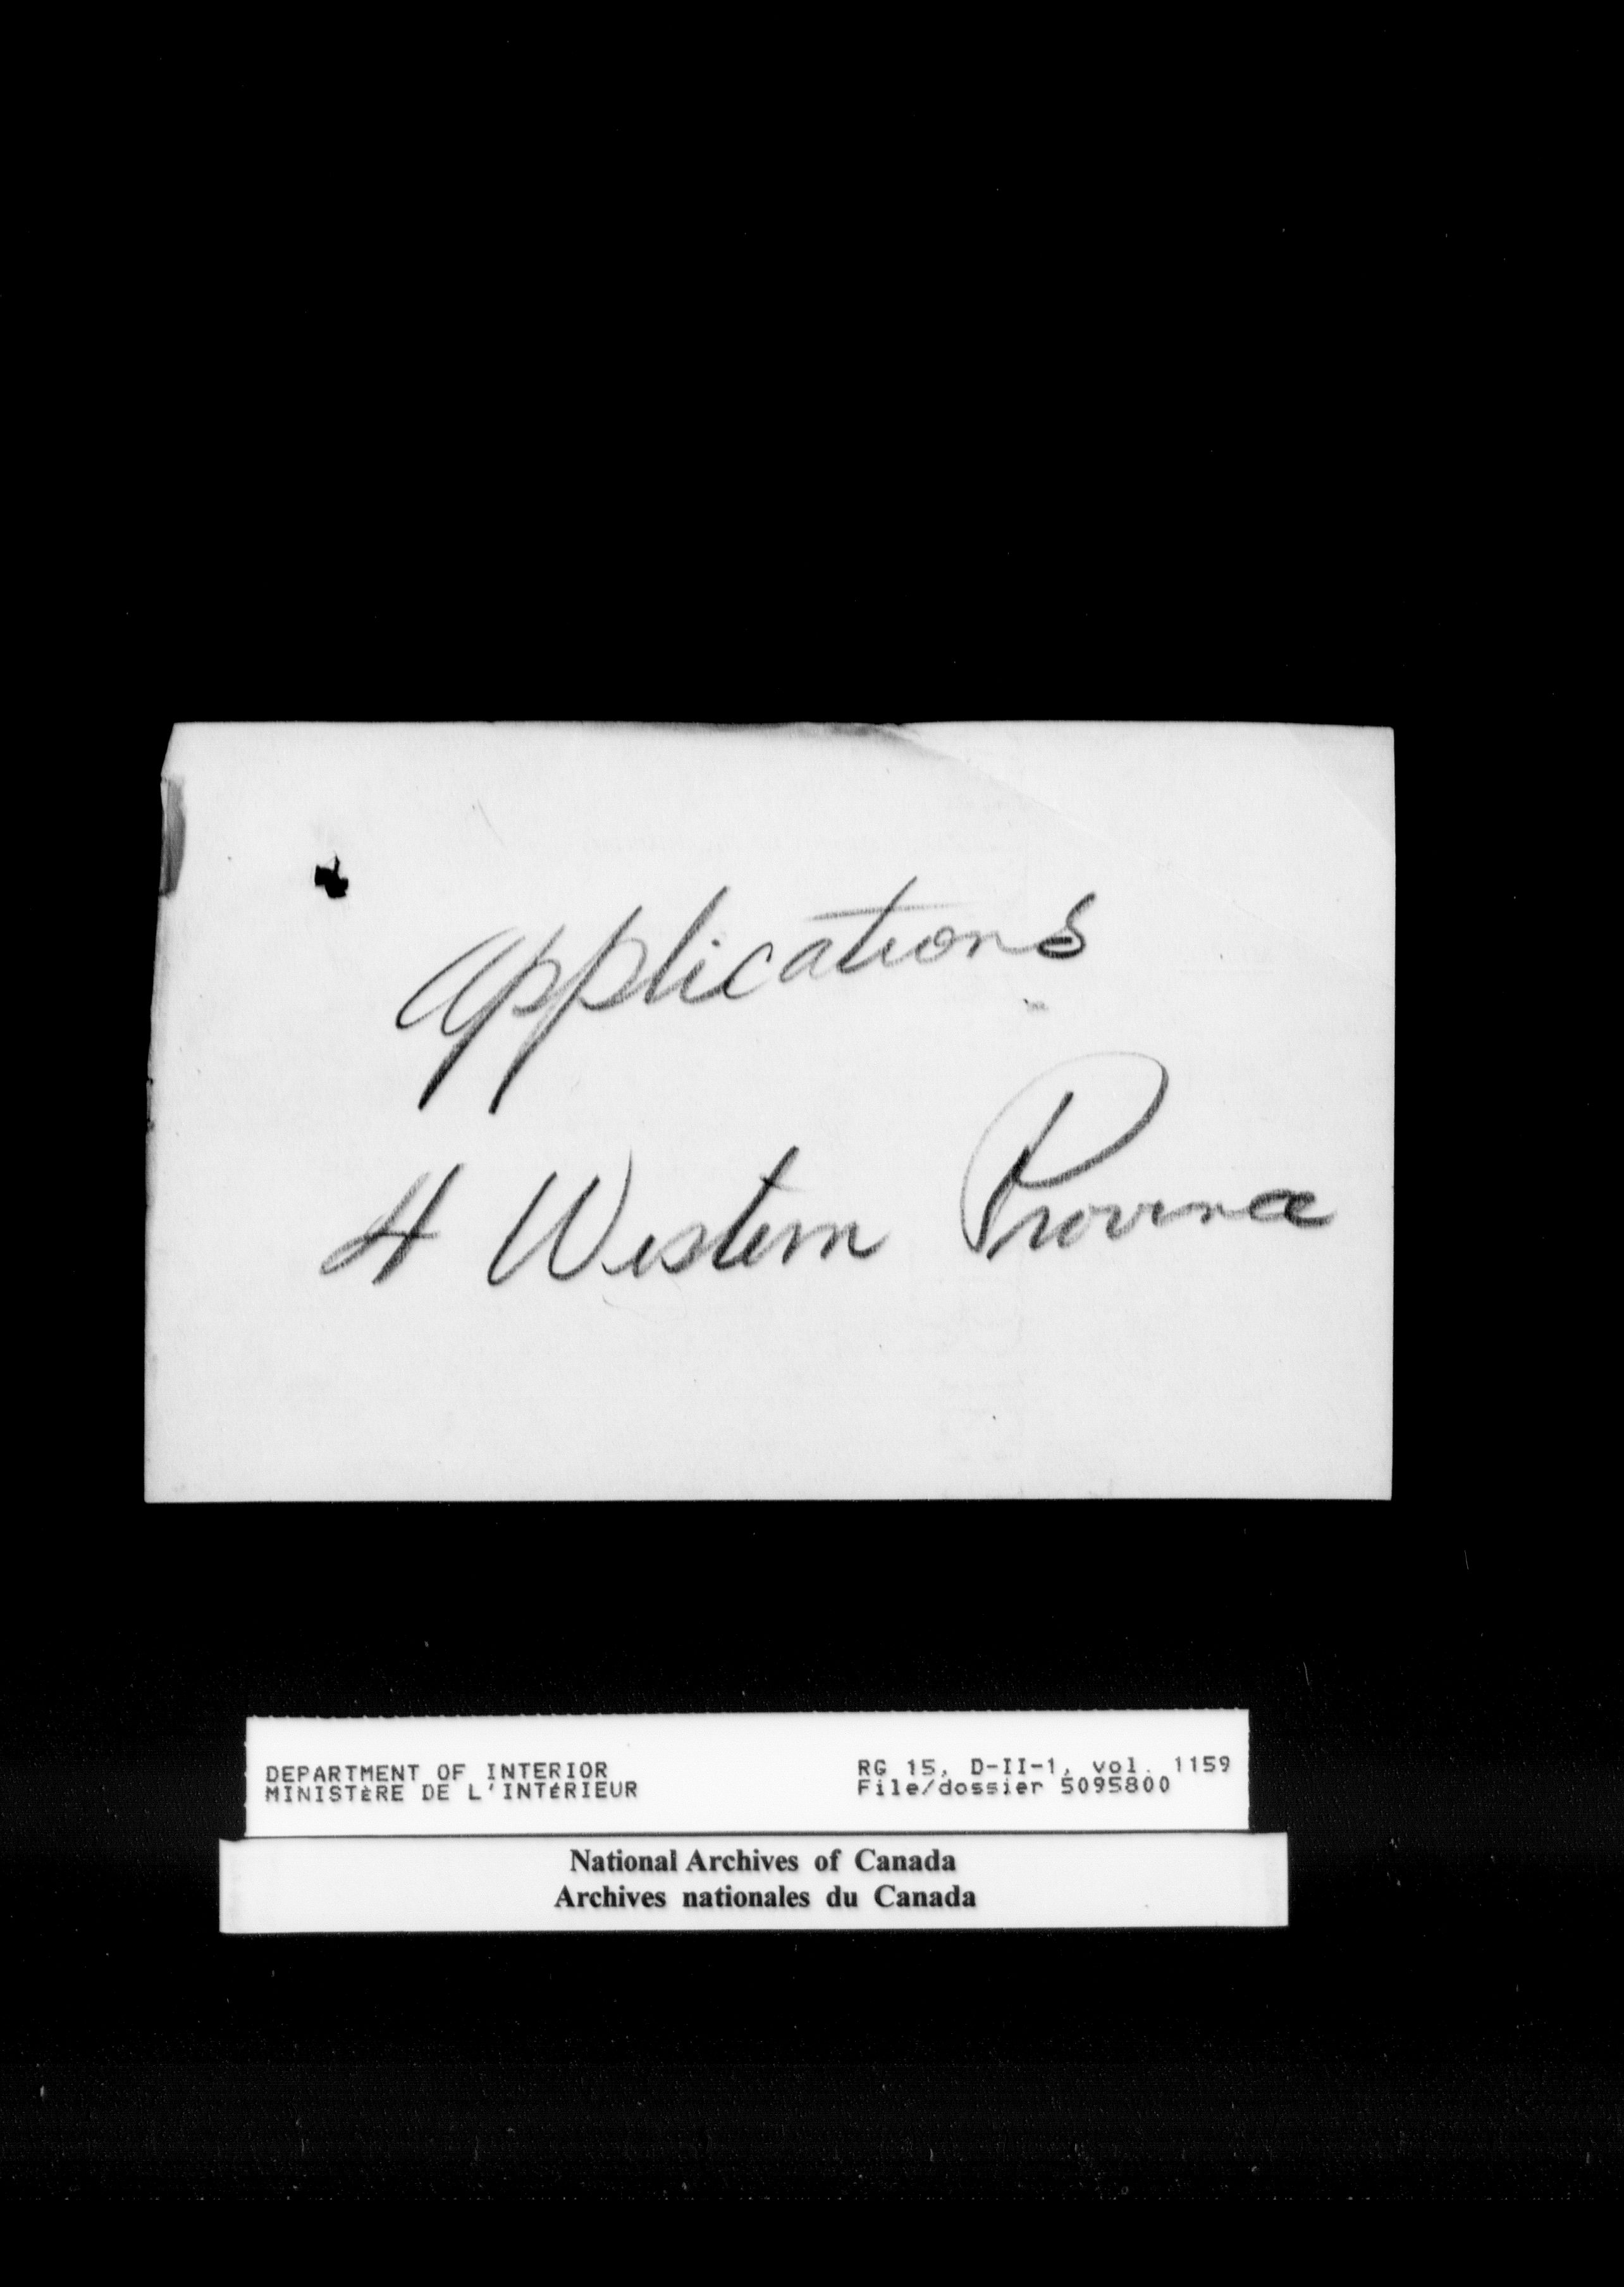 Applications
4 Western Province
DEPARTMENT OF INTERIOR
MINISTÈRE DE L'INTÉRIEUR
RG 15, D-II-1, vol. 1159
File/dossier 5095800
National Archives of Canada
Archives nationales du Canada